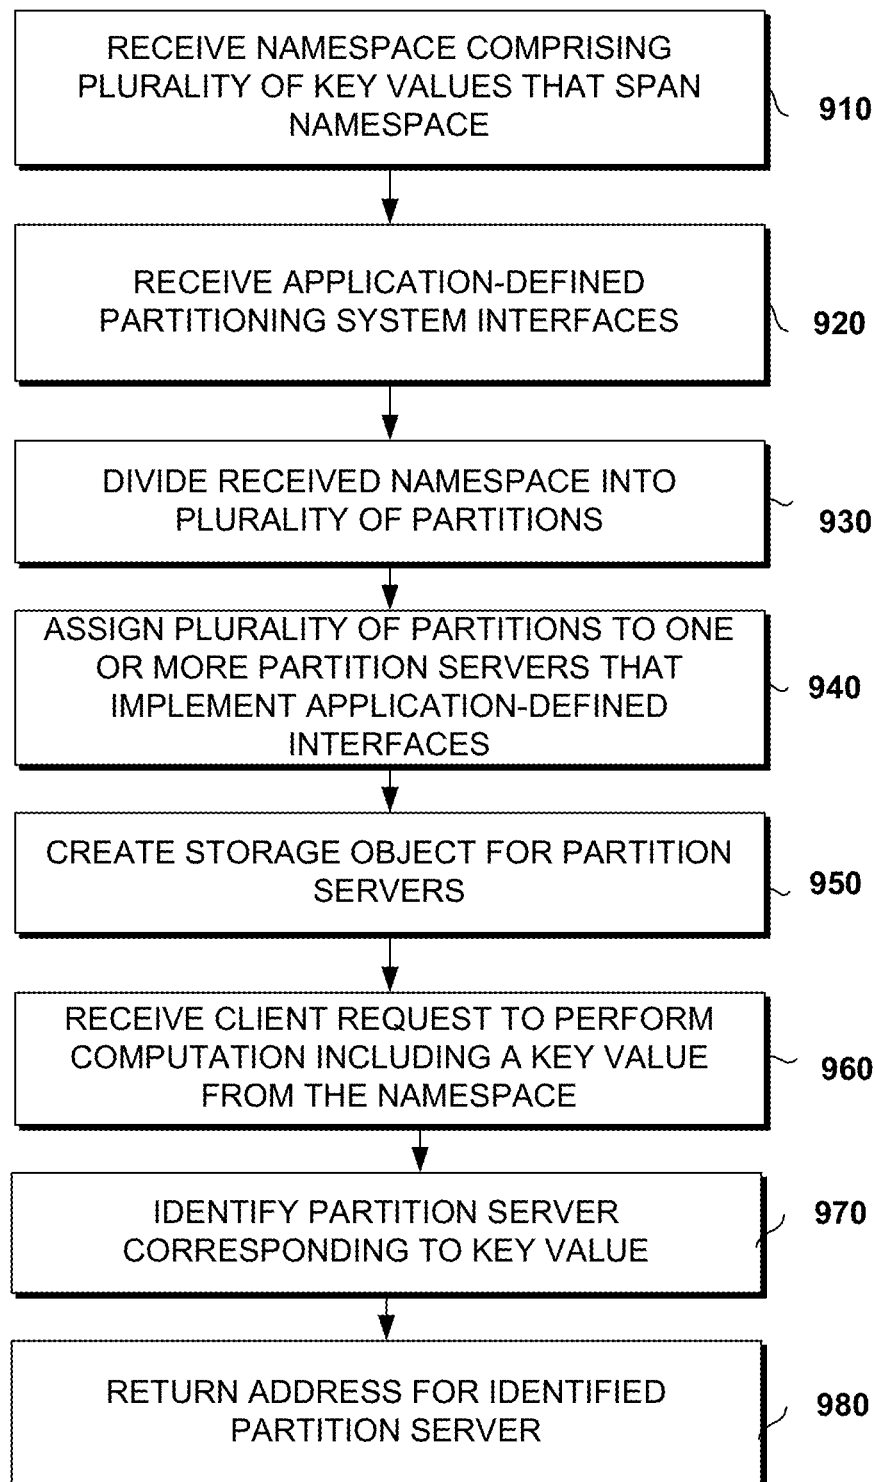 RECEIVE NAMESPACE COMPRISING
PLURALITY OF KEY VALUES THAT SPAN
NAMESPACE
910
RECEIVE APPLICATION-DEFINED
PARTITIONING SYSTEM INTERFACES
920
DIVIDE RECEIVED NAMESPACE INTO
PLURALITY OF PARTITIONS
930
ASSIGN PLURALITY OF PARTITIONS TO ONE
OR MORE PARTITION SERVERS THAT
IMPLEMENT APPLICATION-DEFINED
INTERFACES
940
CREATE STORAGE OBJECT FOR PARTITION
SERVERS
950
RECEIVE CLIENT REQUEST TO PERFORM
COMPUTATION INCLUDING A KEY VALUE
FROM THE NAMESPACE
960
IDENTIFY PARTITION SERVER
CORRESPONDING TO KEY VALUE
970
RETURN ADDRESS FOR IDENTIFIED
PARTITION SERVER
980